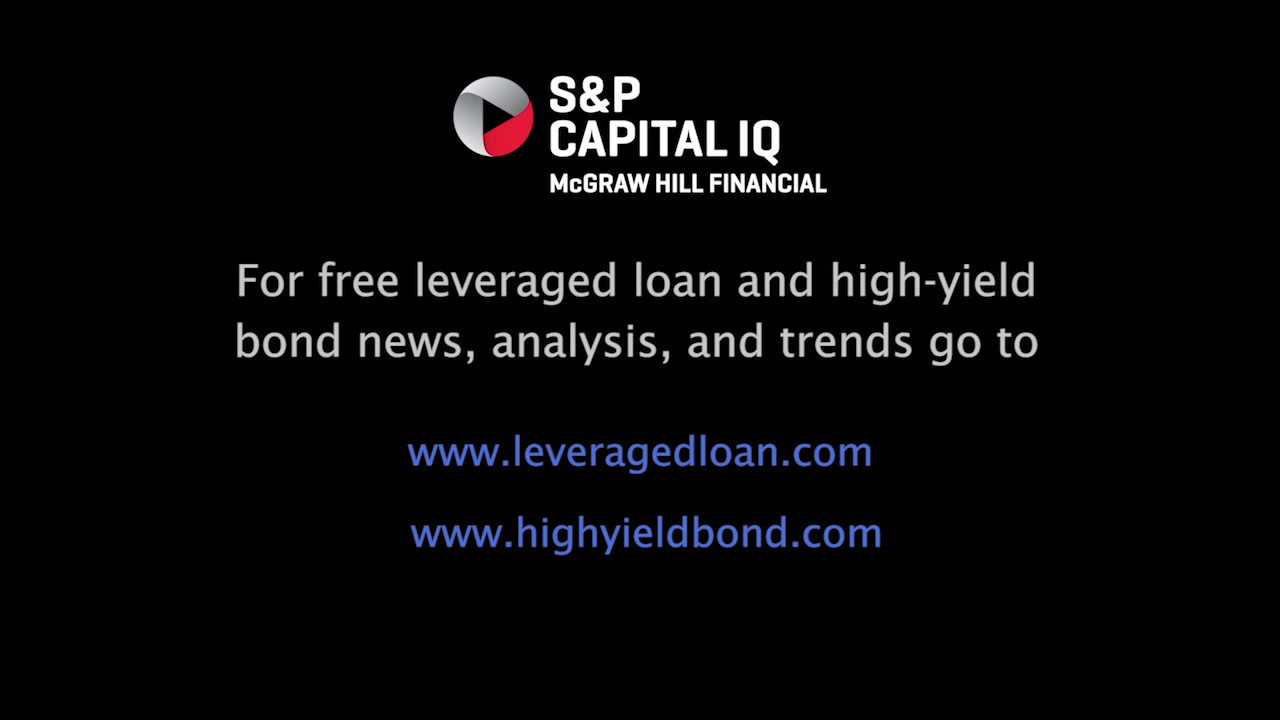 S&P
CAPITAL IQ
McGRAW HILL FINANCIAL
For free leveraged loan and high-yield
bond news, analysis, and trends go to
www.leveragedloan.com
www.highyieldbond.com